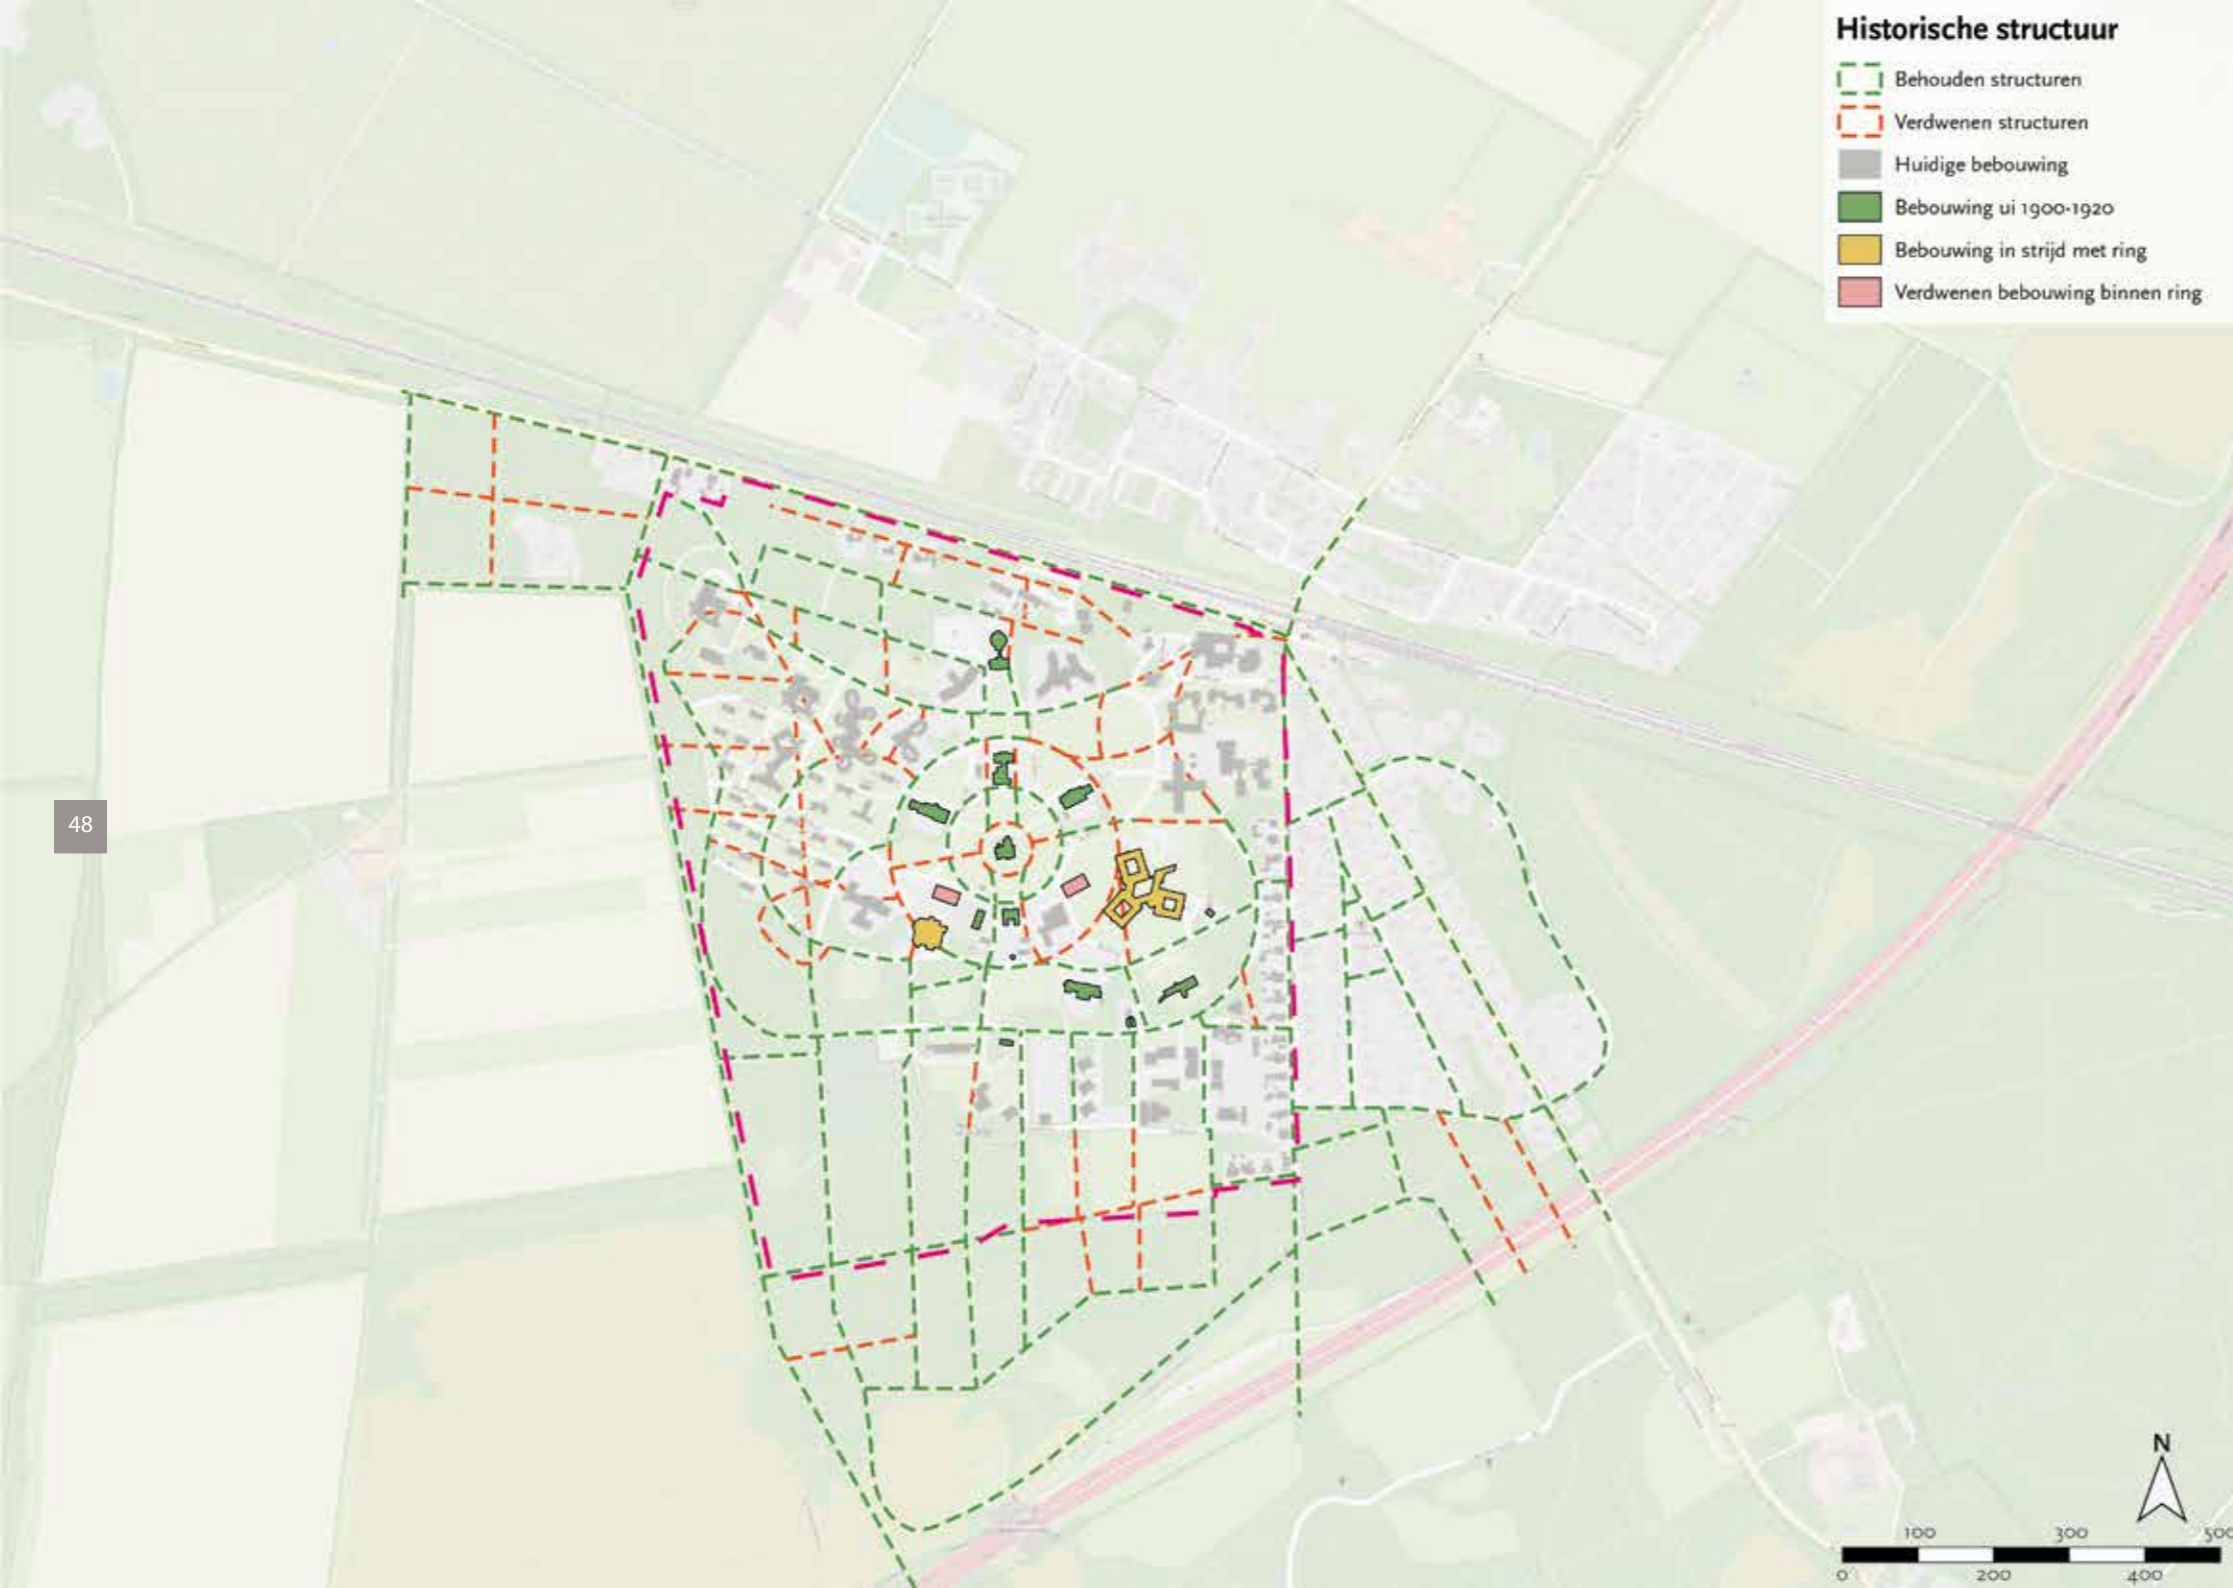 Historische structuur
Behouden structuren
Verdwenen structuren
Huidige bebouwing
Bebouwing ui 1900-1920
Bebouwing in strijd met ring
Verdwenen bebouwing binnen ring
48
N
100 300 500
0 200 400